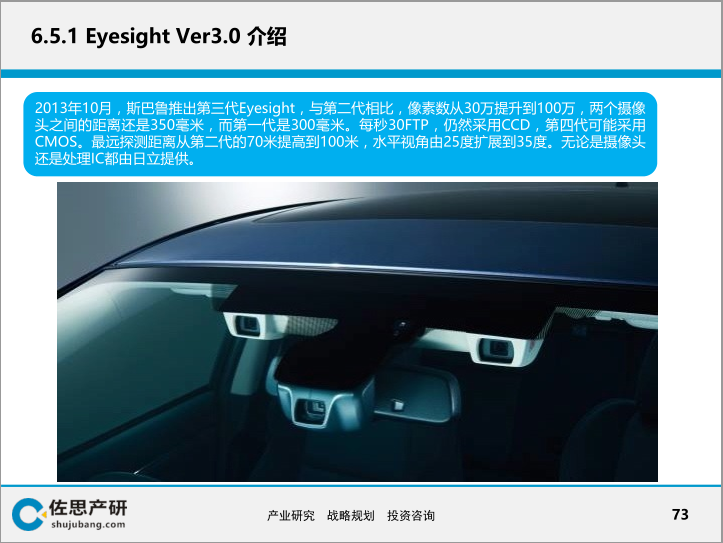 6.5.1 Eyesight Ver3.0 介绍
2013年10月，斯巴鲁推出第三代Eyesight，与第二代相比，像素数从30万提升到100万，两个摄像
头之间的距离还是350毫米，而第一代是300毫米。每秒30FTP，仍然采用CCD，第四代可能采用
CMOS。最远探测距离从第二代的70米提高到100米，水平视角由25度扩展到35度。无论是摄像头
还是处理IC都由日立提供。
佐思产研
shujubang.com
产业研究 战略规划 投资咨询
73